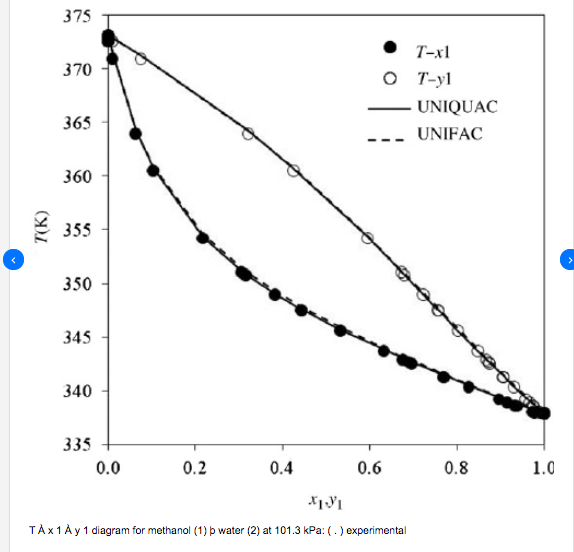 375
370
365
360
355
350
345
340
335
T(K)
T-x1
T-y1
UNIQUAC
UNIFAC
0.0 0.2 0.4 0.6 0.8 1.0
x1,y1
T À x 1 À y 1 diagram for methanol (1) þ water (2) at 101.3 kPa: ( . ) experimental